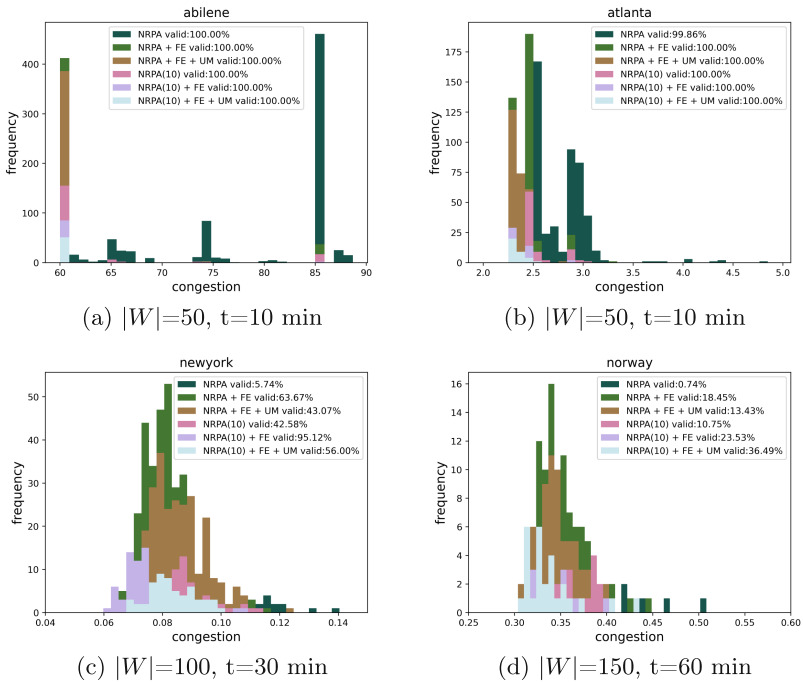 abilene
NRPA valid:100.00%
NRPA + FE valid:100.00%
NRPA + FE + UM valid:100.00%
NRPA(10) valid:100.00%
NRPA(10) + FE valid:100.00%
NRPA(10) + FE + UM valid:100.00%
frequency
400
300
200
100
0
60 65 70 75 80 85 90
congestion
(a) |W|=50, t=10 min
atlanta
NRPA valid:99.86%
NRPA + FE valid:100.00%
NRPA + FE + UM valid:100.00%
NRPA(10) valid:100.00%
NRPA(10) + FE valid:100.00%
NRPA(10) + FE + UM valid:100.00%
frequency
175
150
125
100
75
50
25
0
2.0 2.5 3.0 3.5 4.0 4.5 5.0
congestion
(b) |W|=50, t=10 min
newyork
NRPA valid:5.74%
NRPA + FE valid:63.67%
NRPA + FE + UM valid:43.07%
NRPA(10) valid:42.58%
NRPA(10) + FE valid:95.12%
NRPA(10) + FE + UM valid:56.00%
frequency
50
40
30
20
10
0
0.04 0.06 0.08 0.10 0.12 0.14
congestion
(c) |W|=100, t=30 min
norway
NRPA valid:0.74%
NRPA + FE valid:18.45%
NRPA + FE + UM valid:13.43%
NRPA(10) valid:10.75%
NRPA(10) + FE valid:23.53%
NRPA(10) + FE + UM valid:36.49%
frequency
16
14
12
10
8
6
4
2
0
0.25 0.30 0.35 0.40 0.45 0.50 0.55 0.60
congestion
(d) |W|=150, t=60 min